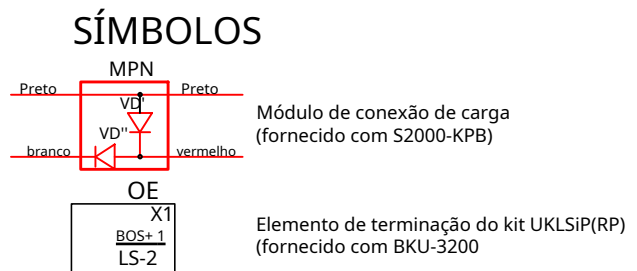 SÍMBOLOS
MPN
Preto
Preto
VD'
VD''
branco
vermelho
Módulo de conexão de carga
(fornecido com S2000-KPB)
OE
X1
BOS+ 1
LS-2
Elemento de terminação do kit UKLSiP(RP)
(fornecido com BKU-3200